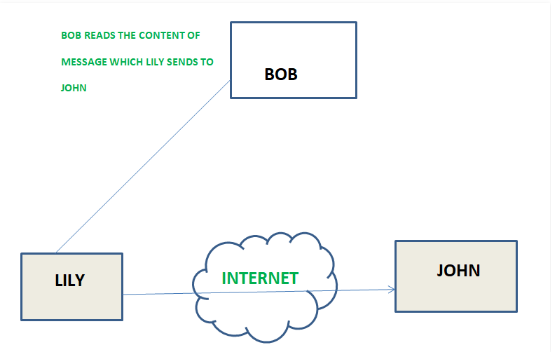 BOB READS THE CONTENT OF
MESSAGE WHICH LILY SENDS TO
JOHN
BOB
LILY
INTERNET
JOHN